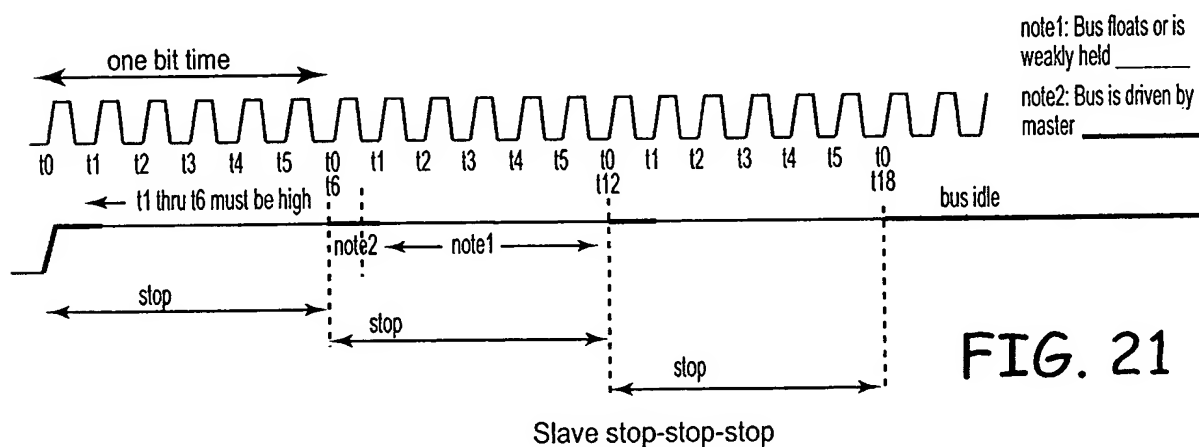 note1: Bus floats or is
weakly held
note2: Bus is driven by
master
one bit time
t0 t1 t2 t3 t4 t5 t0 t1 t2 t3 t4 t5 t0 t1 t2 t3 t4 t5 t0
t6 t12 t18
t1 thru t6 must be high
bus idle
note2 note1
stop
stop
stop
FIG. 21
Slave stop-stop-stop